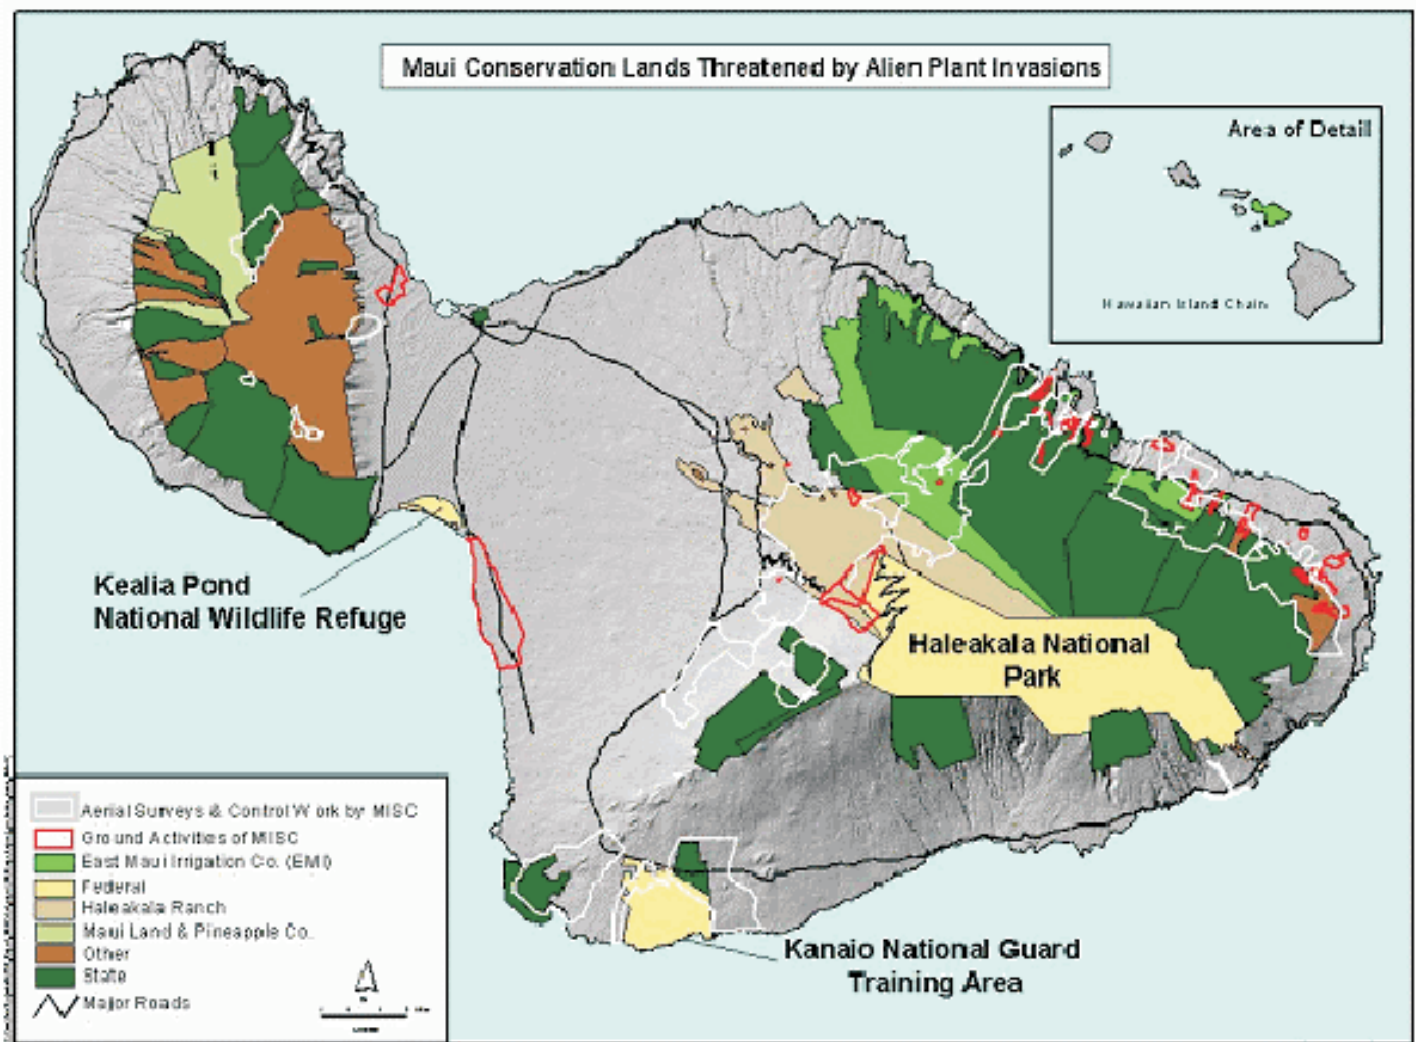 Maui Conservation Lands Threatened by Alien Plant Invasions
Area of Detail
Hawaiian Island Chain
Kealia Pond
National Wildlife Refuge
Haleakala National
Park
Kanaio National Guard
Training Area
Aerial Surveys & Control Work by MISC
Ground Activities of MISC
East Maui Irrigation Co. (EMI)
Federal
Haleakala Ranch
Maui Land & Pineapple Co.
Other
State
Major Roads